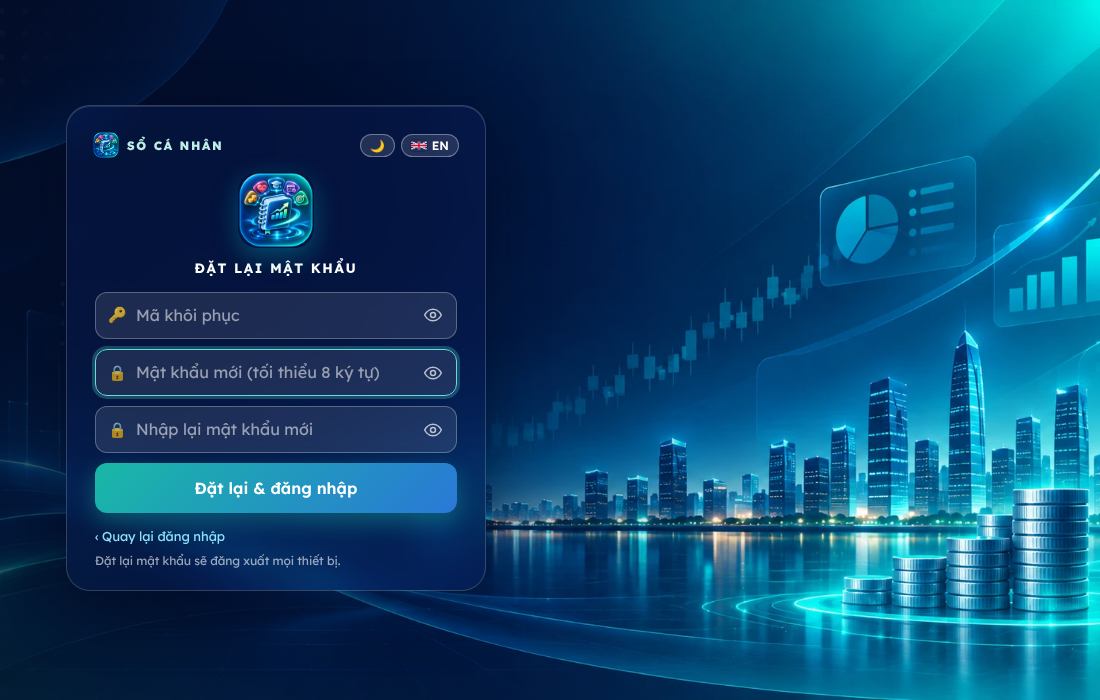 SỔ CÁ NHÂN
EN
ĐẶT LẠI MẬT KHẨU
Mã khôi phục
Mật khẩu mới (tối thiểu 8 ký tự)
Nhập lại mật khẩu mới
Đặt lại & đăng nhập
‹ Quay lại đăng nhập
Đặt lại mật khẩu sẽ đăng xuất mọi thiết bị.